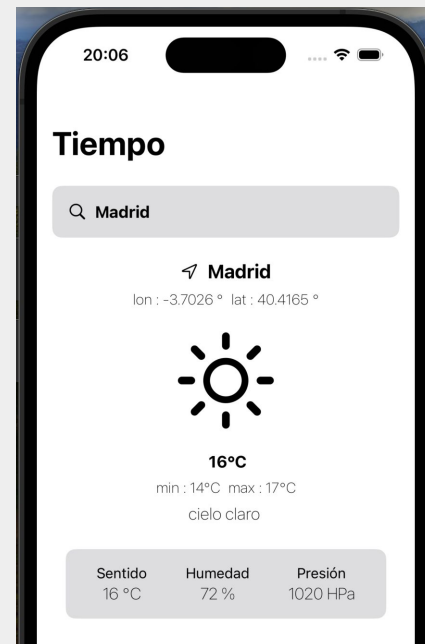 20:06
Tiempo
Madrid
Madrid
lon : -3.7026 º lat : 40.4165 º
16ºC
min : 14°C max : 17°C
cielo claro
Sentido Humedad Presión
16 °C 72 % 1020 HPa